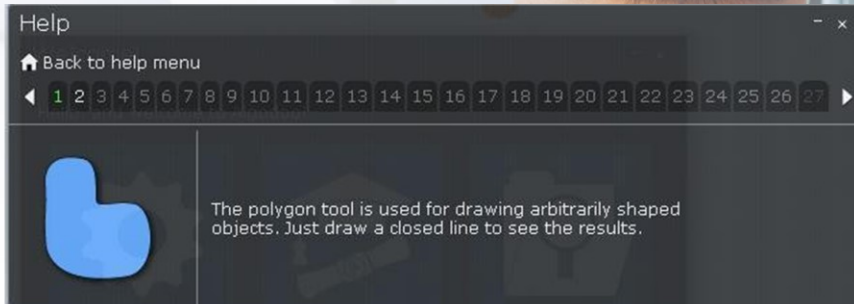 Help
Back to help menu
1 2 3 4 5 6 7 8 9 10 11 12 13 14 15 16 17 18 19 20 21 22 23 24 25 26 27
The polygon tool is used for drawing arbitrarily shaped
objects. Just draw a closed line to see the results.